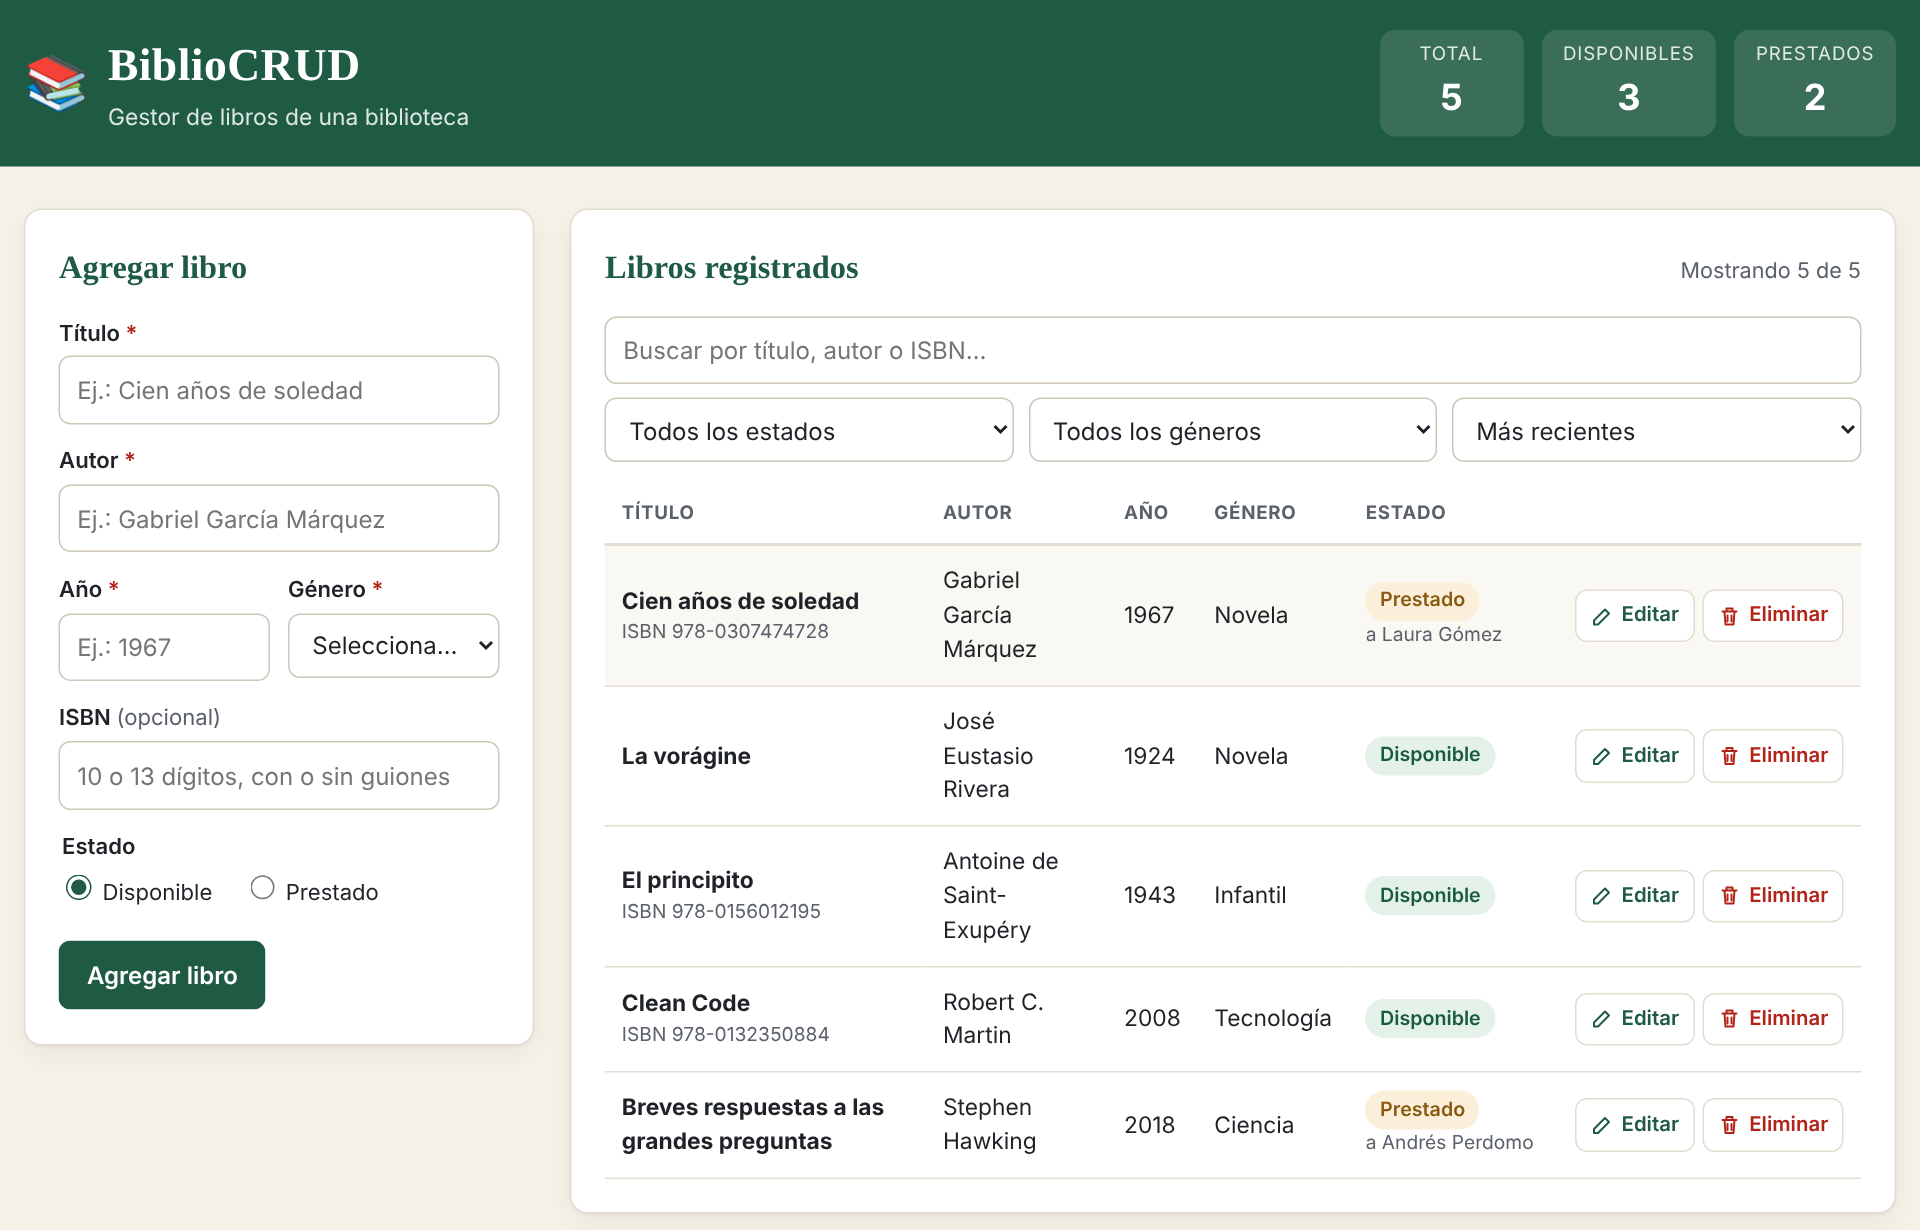 BiblioCRUD
Gestor de libros de una biblioteca
TOTAL
5
DISPONIBLES
3
PRESTADOS
2
Agregar libro
Título *
Ej.: Cien años de soledad
Autor *
Ej.: Gabriel García Márquez
Año *
Género *
Ej.: 1967
Selecciona...
ISBN (opcional)
10 o 13 dígitos, con o sin guiones
Estado
Disponible
Prestado
Agregar libro
Libros registrados
Mostrando 5 de 5
Buscar por título, autor o ISBN...
Todos los estados
Todos los géneros
Más recientes
TÍTULO
AUTOR
AÑO
GÉNERO
ESTADO
Cien años de soledad
ISBN 978-0307474728
Gabriel
García
Márquez
1967
Novela
Prestado
a Laura Gómez
Editar
Eliminar
La vorágine
José
Eustasio
Rivera
1924
Novela
Disponible
Editar
Eliminar
El principito
ISBN 978-0156012195
Antoine de
Saint-
Exupéry
1943
Infantil
Disponible
Editar
Eliminar
Clean Code
ISBN 978-0132350884
Robert C.
Martin
2008
Tecnología
Disponible
Editar
Eliminar
Breves respuestas a las
grandes preguntas
Stephen
Hawking
2018
Ciencia
Prestado
a Andrés Perdomo
Editar
Eliminar